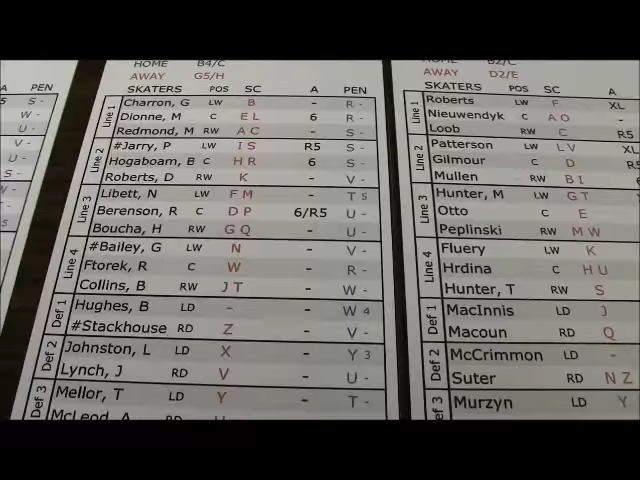 A PEN
S -
W -
U -
V -
U -
HOME B4/C
AWAY G5/H
SKATERS POS SC A PEN
Line 1
Charron, G LW B - R -
Dionne, M C E L 6 R -
Redmond, M RW A C - S -
Line 2
#Jarry, P LW I S R5 S -
Hogaboam, B C H R 6 S -
Roberts, D RW K - V -
Line 3
Libett, N LW F M - T 5
Berenson, R C D P 6/R5 U -
Boucha, H RW G Q - U -
Line 4
#Bailey, G LW N - V -
Ftorek, R C W - R -
Collins, B RW J T - W -
Def 1
Hughes, B LD - - W 4
#Stackhouse RD Z - V -
Def 2
Johnston, L LD X - Y 3
Lynch, J RD V - U -
Def 3
Mellor, T LD Y - T -
McLeod, A
HOME B2/C
AWAY D2/E
SKATERS POS SC A
Line 1
Roberts LW F XL
Nieuwendyk C A O -
Loob RW C R5
Line 2
Patterson LW L V XL
Gilmour C D
Mullen RW B I
Line 3
Hunter, M LW G T
Otto C E
Peplinski RW M W
Line 4
Fluery LW K
Hrdina C H U
Hunter, T RW S
Def 1
MacInnis LD J
Macoun RD Q
Def 2
McCrimmon LD -
Suter RD N Z
Def 3
Murzyn LD Y